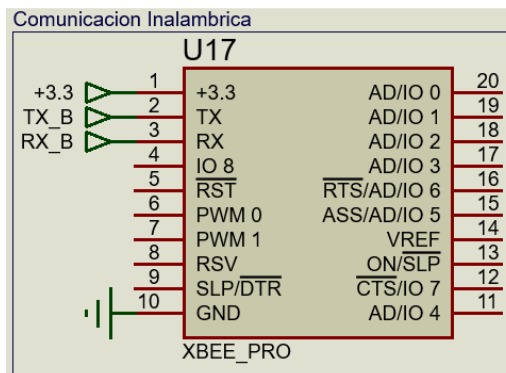 Comunicacion Inalambrica
U17
+3.3 1 +3.3 AD/IO 0 20
TX_B 2 TX AD/IO 1 19
RX_B 3 RX AD/IO 2 18
4 IO 8 AD/IO 3 17
5 RST RTS/AD/IO 6 16
6 PWM 0 ASS/AD/IO 5 15
7 PWM 1 VREF 14
8 RSV ON/SLP 13
9 SLP/DTR CTS/IO 7 12
10 GND AD/IO 4 11
XBEE_PRO